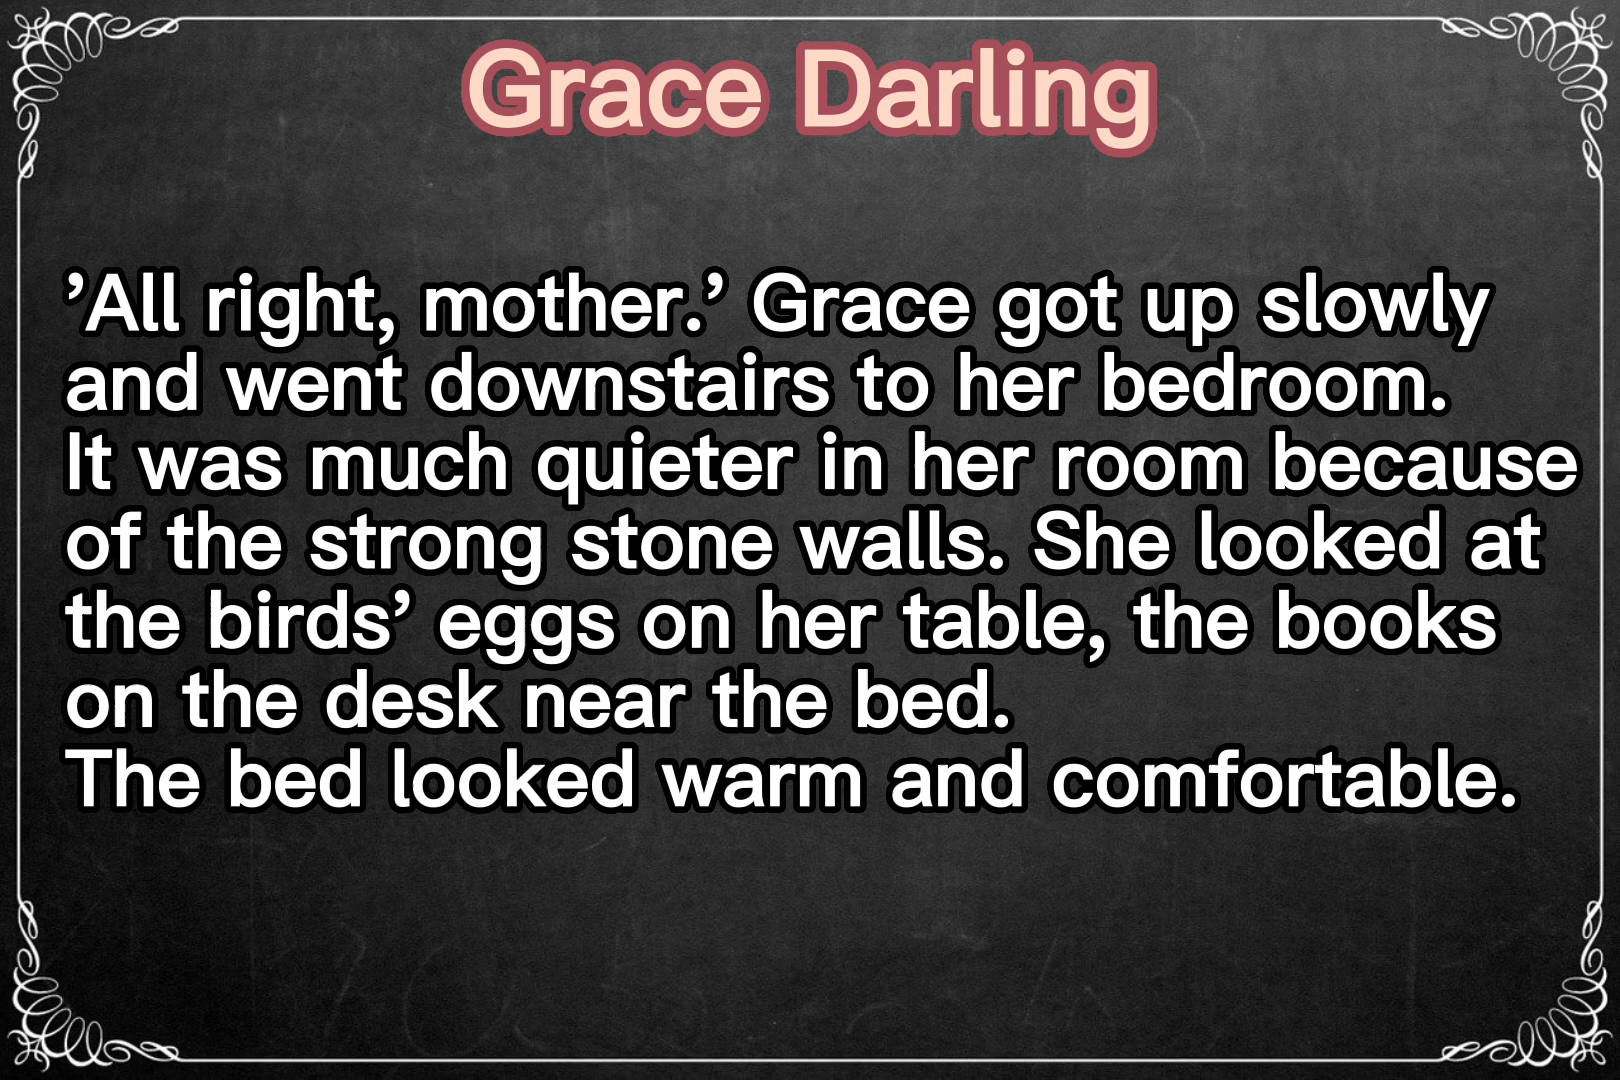 Grace Darling
’All right, mother.’ Grace got up slowly
and went downstairs to her bedroom.
It was much quieter in her room because
of the strong stone walls. She looked at
the birds’ eggs on her table, the books
on the desk near the bed.
The bed looked warm and comfortable.